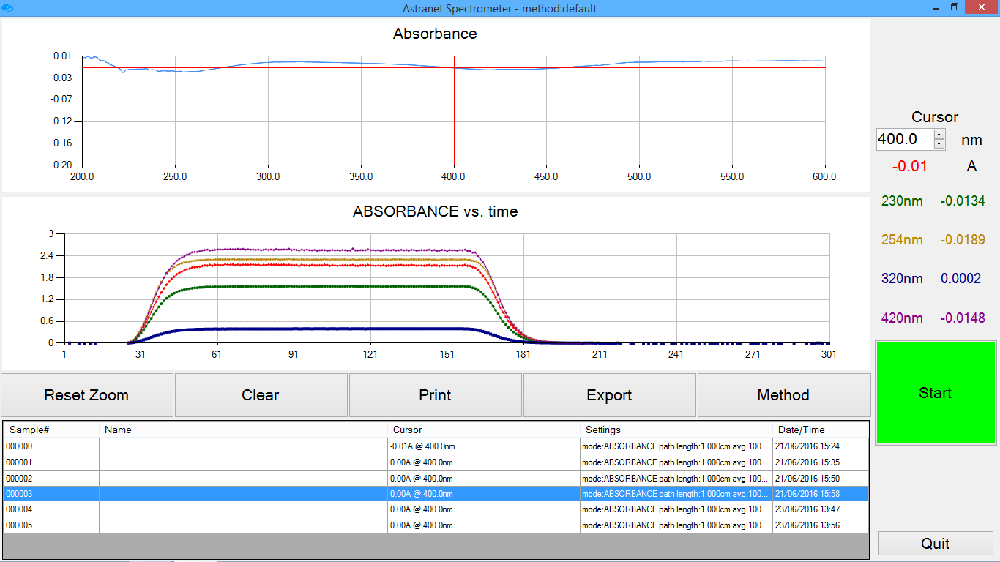 Astranet Spectrometer - method:default
Absorbance
0.01
-0.03
-0.07
-0.12
-0.16
-0.20
200.0 250.0 300.0 350.0 400.0 450.0 500.0 550.0 600.0
ABSORBANCE vs. time
3
2.4
1.8
1.2
0.6
0
1 31 61 91 121 151 181 211 241 271 301
Cursor
400.0 nm
-0.01 A
230nm -0.0134
254nm -0.0189
320nm 0.0002
420nm -0.0148
Start
Reset Zoom Clear Print Export Method
Sample# Name Cursor Settings Date/Time
000000 -0.01A @ 400.0nm mode:ABSORBANCE path length:1.000cm avg:100... 21/06/2016 15:24
000001 0.00A @ 400.0nm mode:ABSORBANCE path length:1.000cm avg:100... 21/06/2016 15:35
000002 0.00A @ 400.0nm mode:ABSORBANCE path length:1.000cm avg:100... 21/06/2016 15:50
000003 0.00A @ 400.0nm mode:ABSORBANCE path length:1.000cm avg:100... 21/06/2016 15:58
000004 0.00A @ 400.0nm mode:ABSORBANCE path length:1.000cm avg:100... 23/06/2016 13:47
000005 0.00A @ 400.0nm mode:ABSORBANCE path length:1.000cm avg:100... 23/06/2016 13:56
Quit